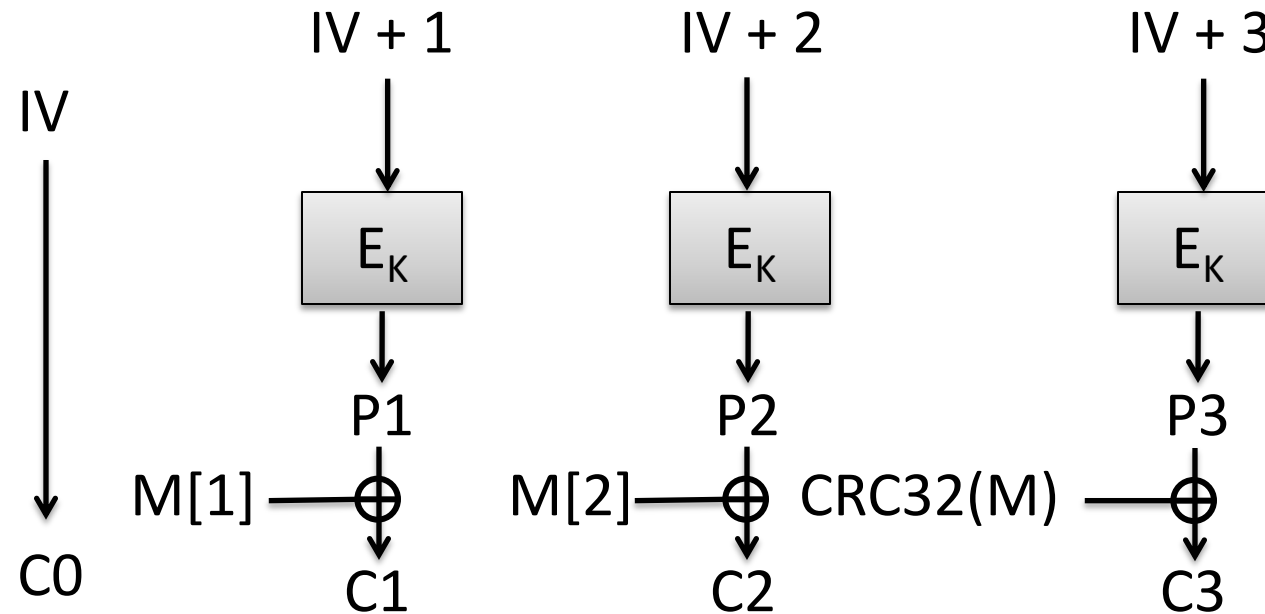 IV + 1 IV + 2 IV + 3
IV
E_K E_K E_K
P1 P2 P3
M[1] M[2] CRC32(M)
C0 C1 C2 C3